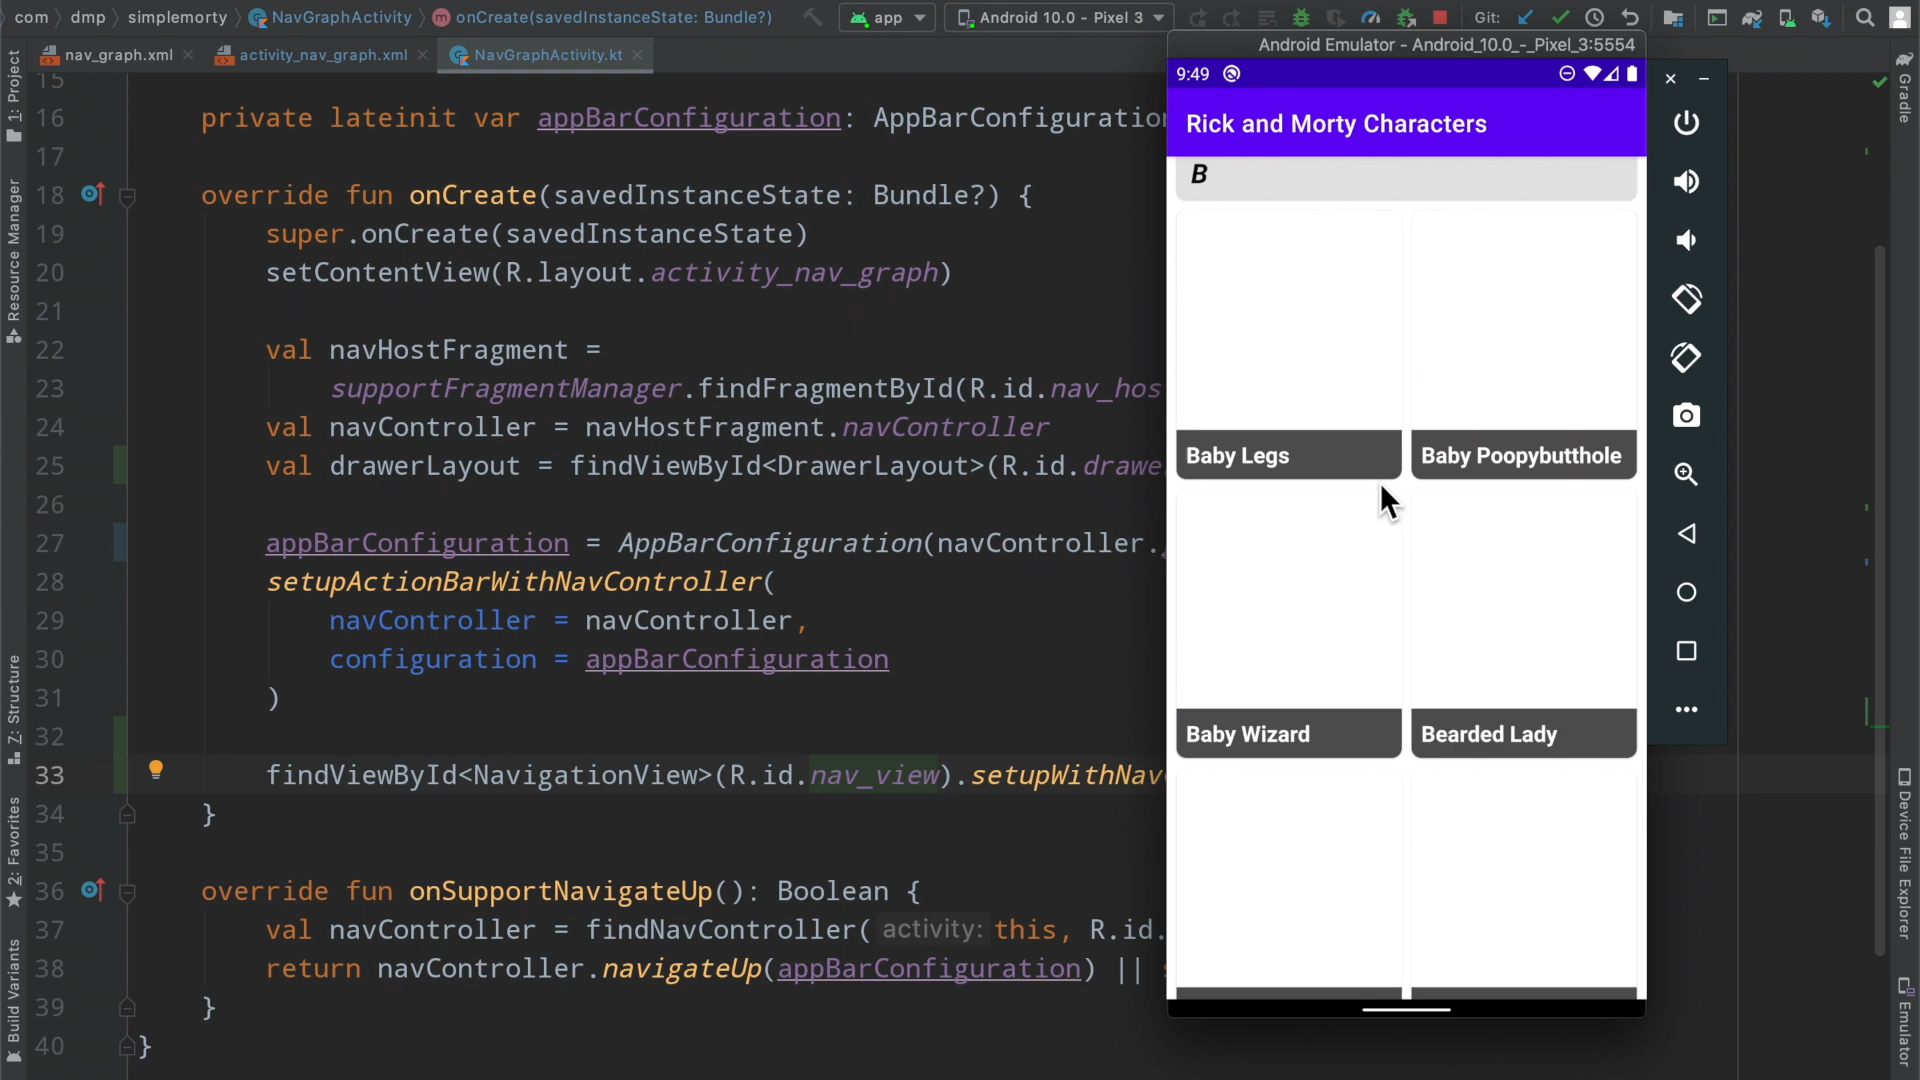 com dmp simplemorty NavGraphActivity onCreate(savedInstanceState: Bundle?) app Android 10.0 - Pixel 3 Git:
nav_graph.xml activity_nav_graph.xml NavGraphActivity.kt
1: Project
Resource Manager
Z: Structure
2: Favorites
Build Variants
15
16 private lateinit var appBarConfiguration: AppBarConfiguration
17
18 override fun onCreate(savedInstanceState: Bundle?) {
19 super.onCreate(savedInstanceState)
20 setContentView(R.layout.activity_nav_graph)
21
22 val navHostFragment =
23 supportFragmentManager.findFragmentById(R.id.nav_hos
24 val navController = navHostFragment.navController
25 val drawerLayout = findViewById<DrawerLayout>(R.id.drawe
26
27 appBarConfiguration = AppBarConfiguration(navController.
28 setupActionBarWithNavController(
29 navController = navController,
30 configuration = appBarConfiguration
31 )
32
33 findViewById<NavigationView>(R.id.nav_view).setupWithNav
34 }
35
36 override fun onSupportNavigateUp(): Boolean {
37 val navController = findNavController( activity: this, R.id.
38 return navController.navigateUp(appBarConfiguration) ||
39 }
40 }
Android Emulator - Android_10.0_-_Pixel_3:5554
9:49
Rick and Morty Characters
B
Baby Legs
Baby Poopybutthole
Baby Wizard
Bearded Lady
Gradle
Device File Explorer
Emulator